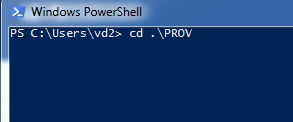 Windows PowerShell
PS C:\Users\vd2> cd .\PROV